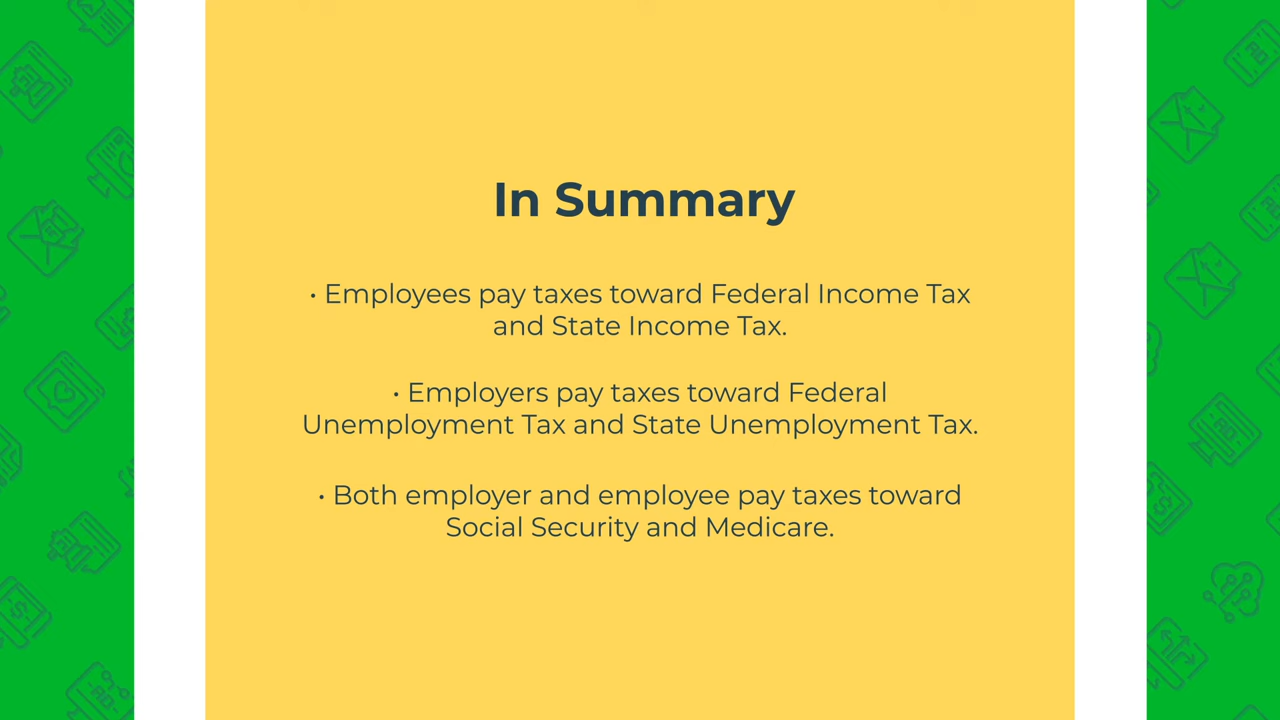 In Summary
• Employees pay taxes toward Federal Income Tax
and State Income Tax.
• Employers pay taxes toward Federal
Unemployment Tax and State Unemployment Tax.
• Both employer and employee pay taxes toward
Social Security and Medicare.